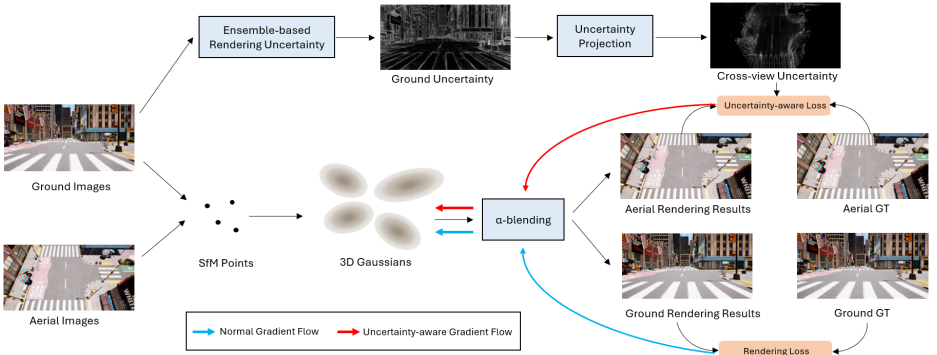 Ensemble-based
Rendering Uncertainty
Ground Uncertainty
Uncertainty
Projection
Cross-view Uncertainty
Uncertainty-aware Loss
Ground Images
Aerial Images
SfM Points
3D Gaussians
α-blending
Aerial Rendering Results
Aerial GT
Ground Rendering Results
Ground GT
Rendering Loss
Normal Gradient Flow
Uncertainty-aware Gradient Flow